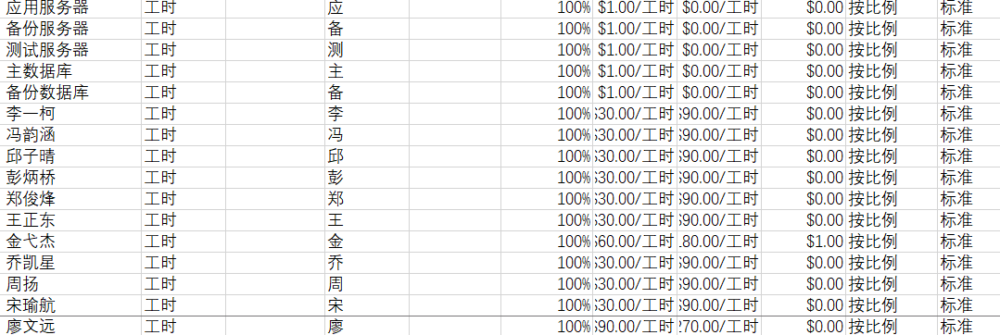 应用服务器 工时 应 100% $1.00/工时 $0.00/工时 $0.00 按比例 标准
备份服务器 工时 备 100% $1.00/工时 $0.00/工时 $0.00 按比例 标准
测试服务器 工时 测 100% $1.00/工时 $0.00/工时 $0.00 按比例 标准
主数据库 工时 主 100% $1.00/工时 $0.00/工时 $0.00 按比例 标准
备份数据库 工时 备 100% $1.00/工时 $0.00/工时 $0.00 按比例 标准
李一柯 工时 李 100% $30.00/工时 $90.00/工时 $0.00 按比例 标准
冯韵涵 工时 冯 100% $30.00/工时 $90.00/工时 $0.00 按比例 标准
邱子晴 工时 邱 100% $30.00/工时 $90.00/工时 $0.00 按比例 标准
彭炳桥 工时 彭 100% $30.00/工时 $90.00/工时 $0.00 按比例 标准
郑俊烽 工时 郑 100% $30.00/工时 $90.00/工时 $0.00 按比例 标准
王正东 工时 王 100% $30.00/工时 $90.00/工时 $0.00 按比例 标准
金弋杰 工时 金 100% $60.00/工时 80.00/工时 $1.00 按比例 标准
乔凯星 工时 乔 100% $30.00/工时 $90.00/工时 $0.00 按比例 标准
周扬 工时 周 100% $30.00/工时 $90.00/工时 $0.00 按比例 标准
宋瑜航 工时 宋 100% $30.00/工时 $90.00/工时 $0.00 按比例 标准
廖文远 工时 廖 100% $90.00/工时 270.00/工时 $0.00 按比例 标准